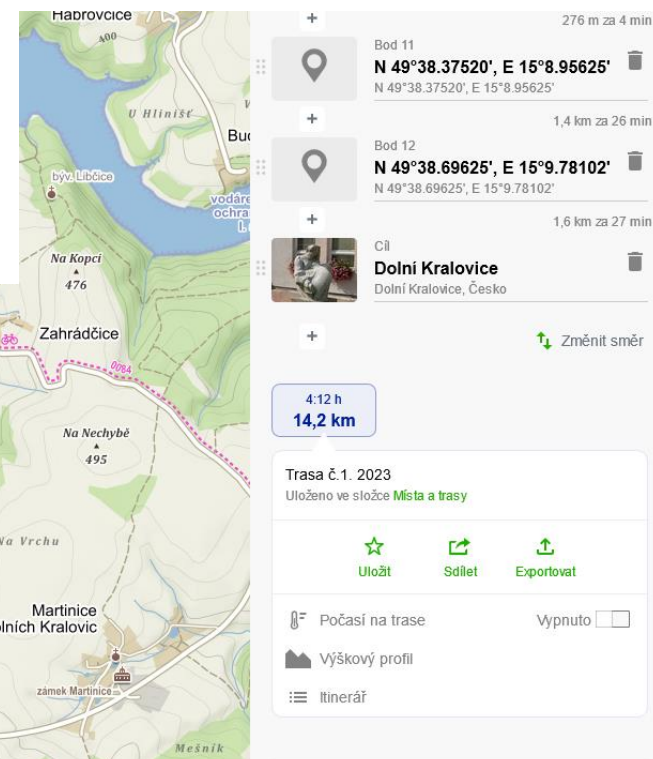 Habrovčice
400
U Hlinišť
Buc
býv. Libčice
vodáre
ochra
I.
Na Kopci
476
Zahrádčice
0084
Na Nechybě
495
Na Vrchu
Martinice
olních Kralovic
zámek Martinice
Mešník
276 m za 4 min
Bod 11
N 49°38.37520', E 15°8.95625'
N 49°38.37520', E 15°8.95625'
1,4 km za 26 min
Bod 12
N 49°38.69625', E 15°9.78102'
N 49°38.69625', E 15°9.78102'
1,6 km za 27 min
Cíl
Dolní Kralovice
Dolní Kralovice, Česko
Změnit směr
4:12 h
14,2 km
Trasa č.1. 2023
Uloženo ve složce Místa a trasy
Uložit Sdílet Exportovat
Počasí na trase Vypnuto
Výškový profil
Itinerář